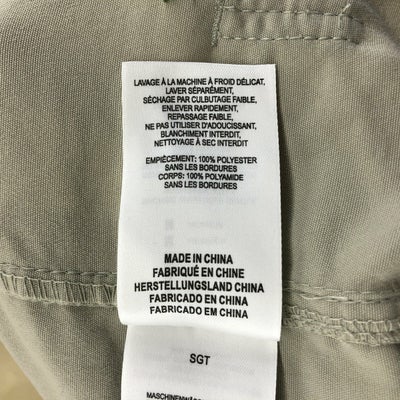 LAVAGE À LA MACHINE À FROID DÉLICAT,
LAVER SÉPARÉMENT,
SÉCHAGE PAR CULBUTAGE FAIBLE,
ENLEVER RAPIDEMENT,
REPASSAGE FAIBLE,
NE PAS UTILISER D'ADOUCISSANT,
BLANCHIMENT INTERDIT,
NETTOYAGE À SEC INTERDIT
EMPIÈCEMENT: 100% POLYESTER
SANS LES BORDURES
CORPS: 100% POLYAMIDE
SANS LES BORDURES
MADE IN CHINA
FABRIQUÉ EN CHINE
HERSTELLUNGSLAND CHINA
FABRICADO EN CHINA
FABRICADO EM CHINA
SGT